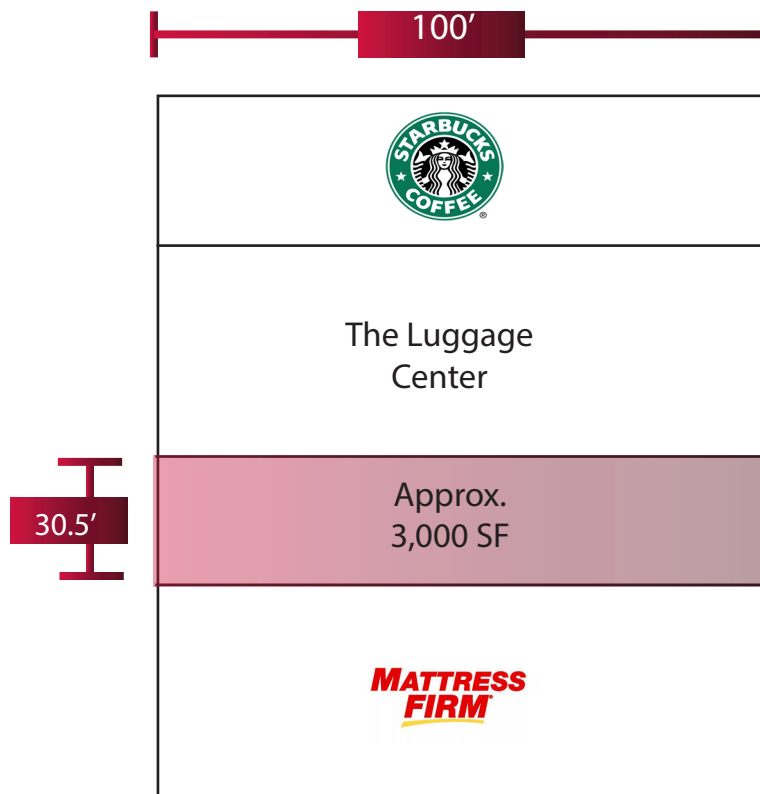 100’
STARBUCKS
COFFEE
®
The Luggage
Center
30.5’
Approx.
3,000 SF
MATTRESS
FIRM